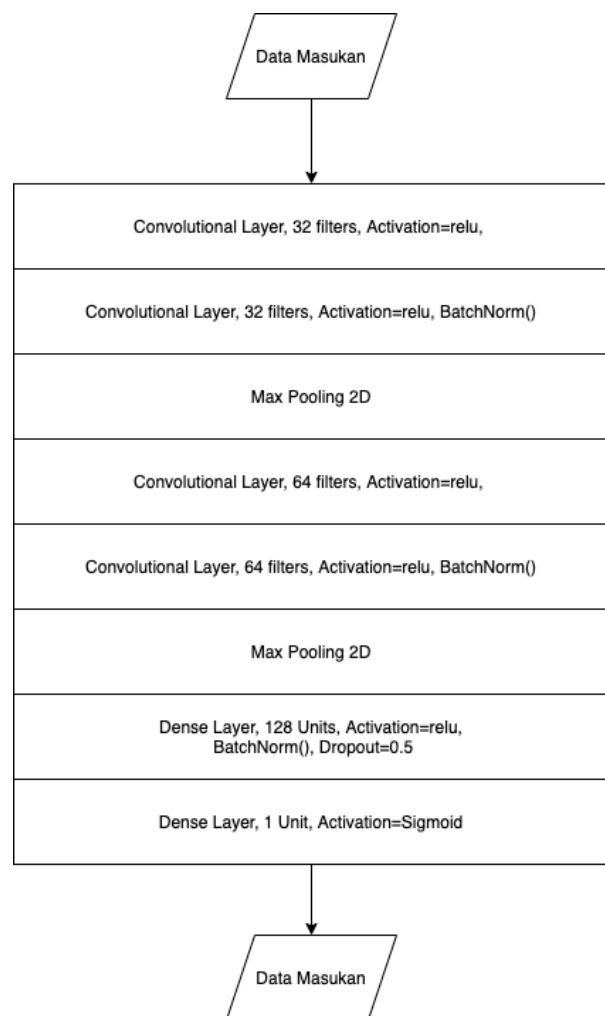 Data Masukan
Convolutional Layer, 32 filters, Activation=relu,
Convolutional Layer, 32 filters, Activation=relu, BatchNorm()
Max Pooling 2D
Convolutional Layer, 64 filters, Activation=relu,
Convolutional Layer, 64 filters, Activation=relu, BatchNorm()
Max Pooling 2D
Dense Layer, 128 Units, Activation=relu,
BatchNorm(), Dropout=0.5
Dense Layer, 1 Unit, Activation=Sigmoid
Data Masukan